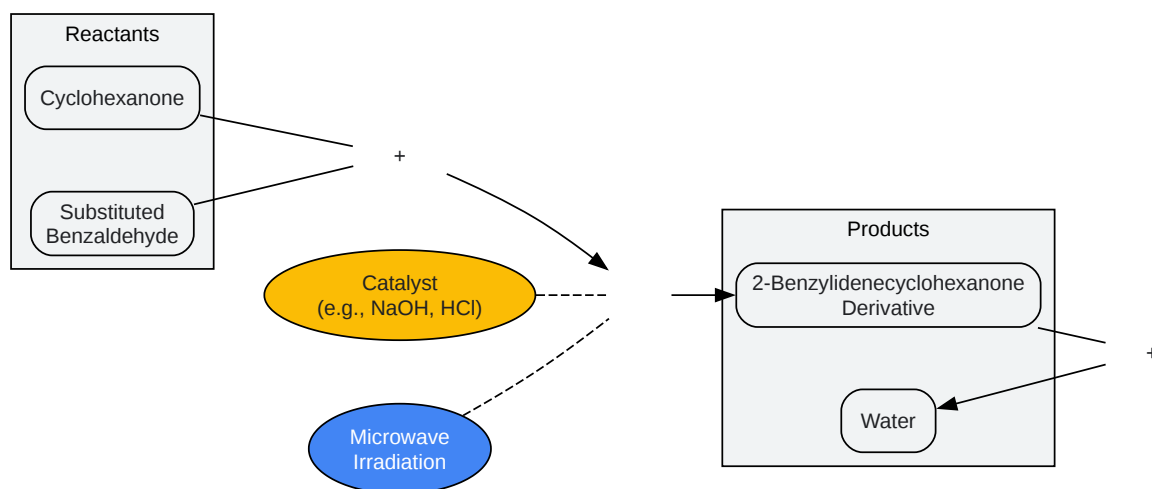 Reactants
Cyclohexanone
+
Substituted
Benzaldehyde
Catalyst
(e.g., NaOH, HCl)
Microwave
Irradiation
Products
2-Benzylidenecyclohexanone
Derivative
+
Water